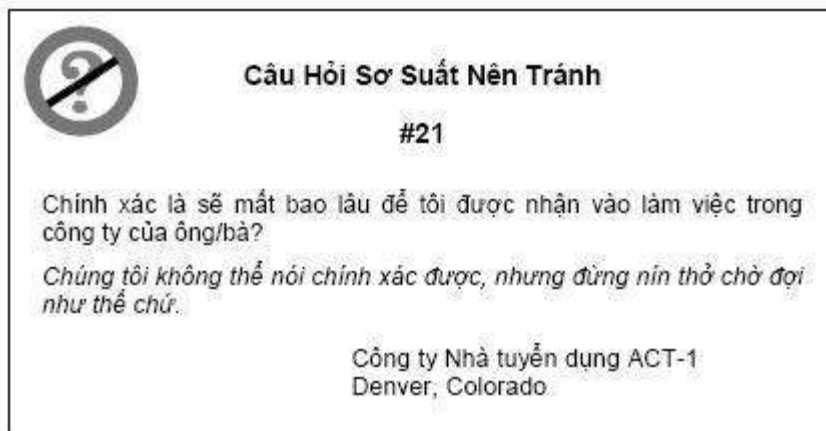 Câu Hỏi Sơ Suất Nên Tránh
#21
Chính xác là sẽ mất bao lâu để tôi được nhận vào làm việc trong
công ty của ông/bà?
Chúng tôi không thể nói chính xác được, nhưng đừng nín thở chờ đợi
như thế chứ.
Công ty Nhà tuyển dụng ACT-1
Denver, Colorado